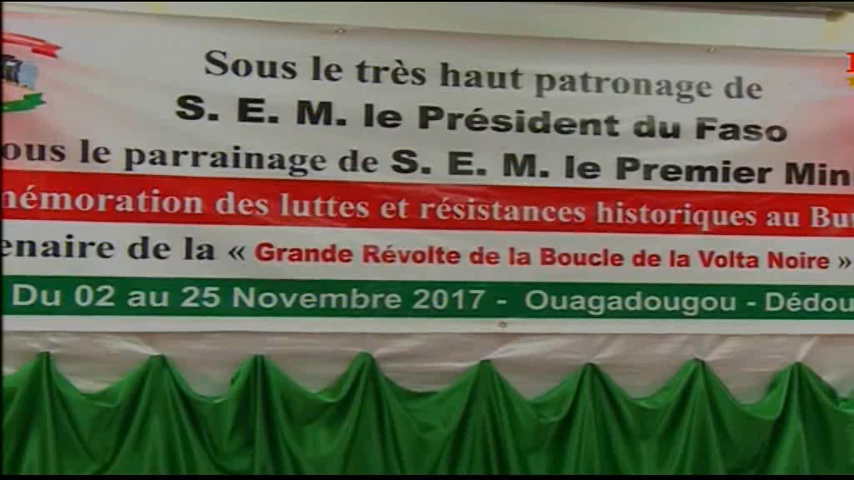 Sous le très haut patronage de
S. E. M. le Président du Faso
ous le parrainage de S. E. M. le Premier Min
mémoration des luttes et résistances historiques au Bu
enaire de la « Grande Révolte de la Boucle de la Volta Noire »
Du 02 au 25 Novembre 2017 - Ouagadougou - Dédou